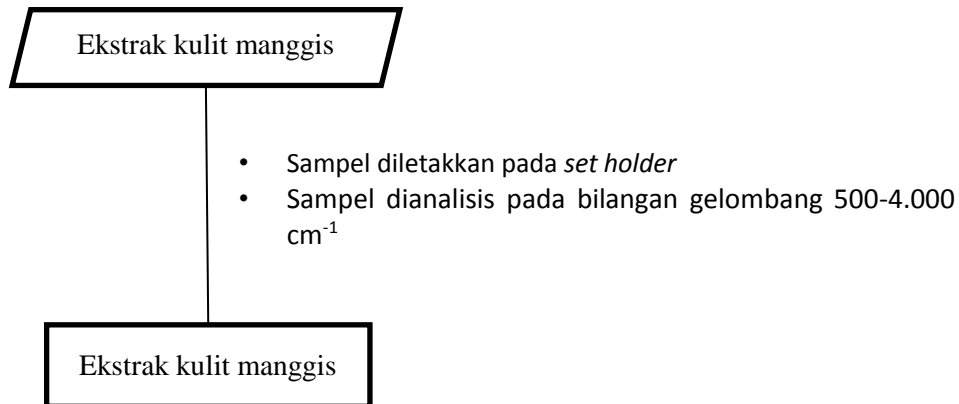 Ekstrak kulit manggis
• Sampel diletakkan pada set holder
• Sampel dianalisis pada bilangan gelombang 500-4.000
cm⁻¹
Ekstrak kulit manggis